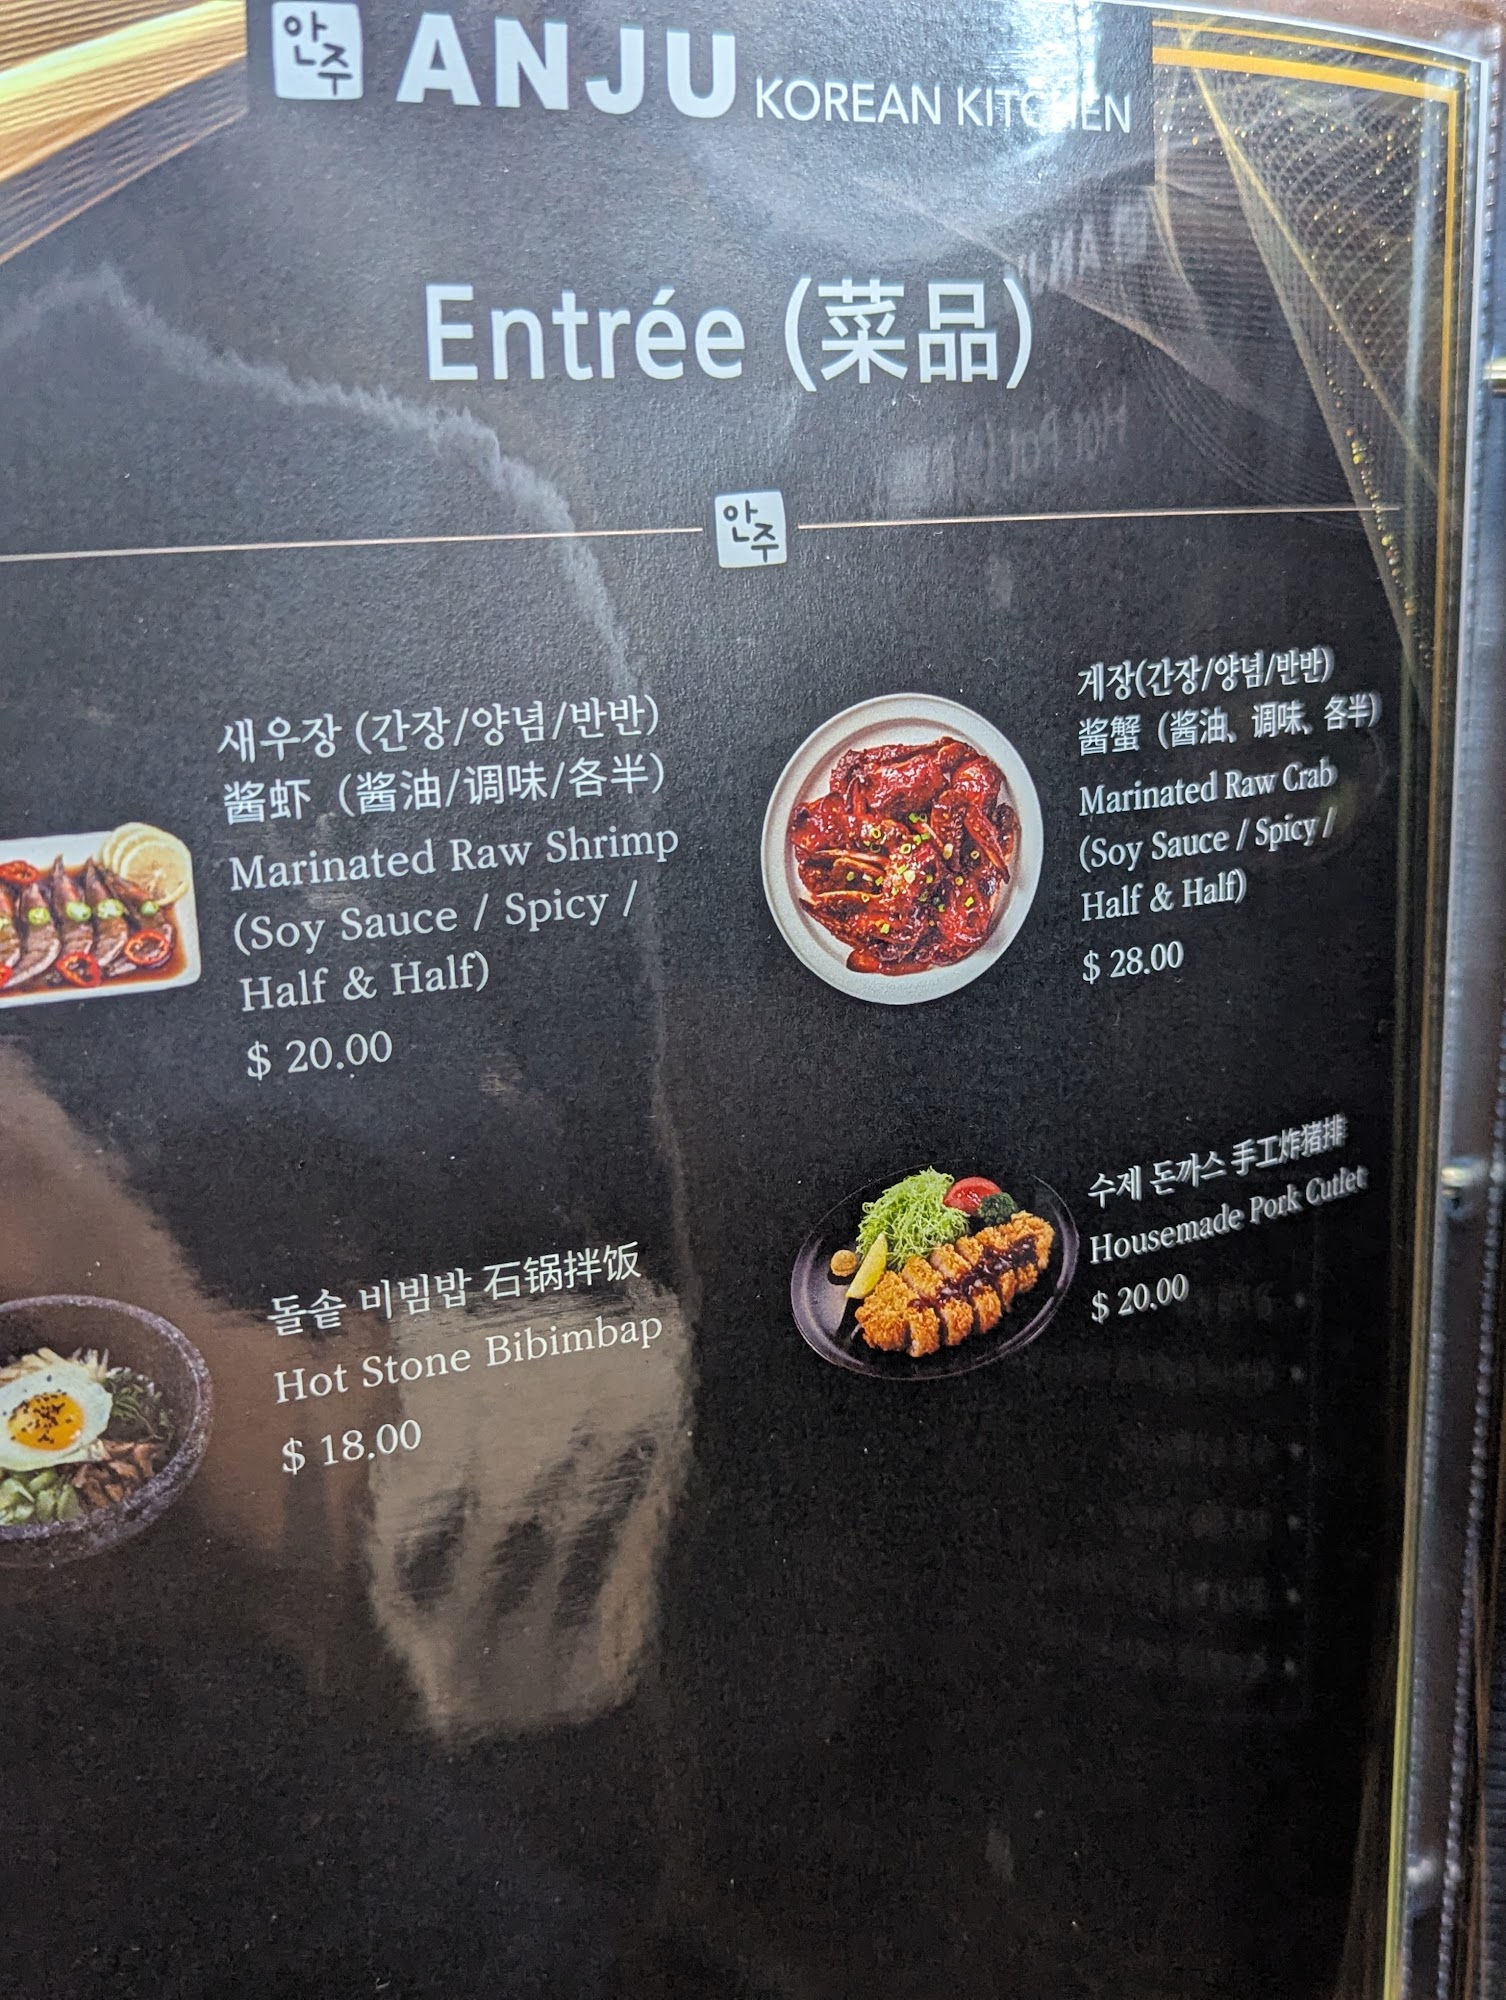 안주 ANJU KOREAN KITCHEN
Entrée (菜品)
안주
새우장 (간장/양념/반반)
酱虾（酱油/调味/各半）
Marinated Raw Shrimp
(Soy Sauce / Spicy /
Half & Half)
$ 20.00
게장(간장/양념/반반)
酱蟹（酱油、调味、各半）
Marinated Raw Crab
(Soy Sauce / Spicy /
Half & Half)
$ 28.00
돌솥 비빔밥 石锅拌饭
Hot Stone Bibimbap
$ 18.00
수제 돈까스 手工炸猪排
Housemade Pork Cutlet
$ 20.00